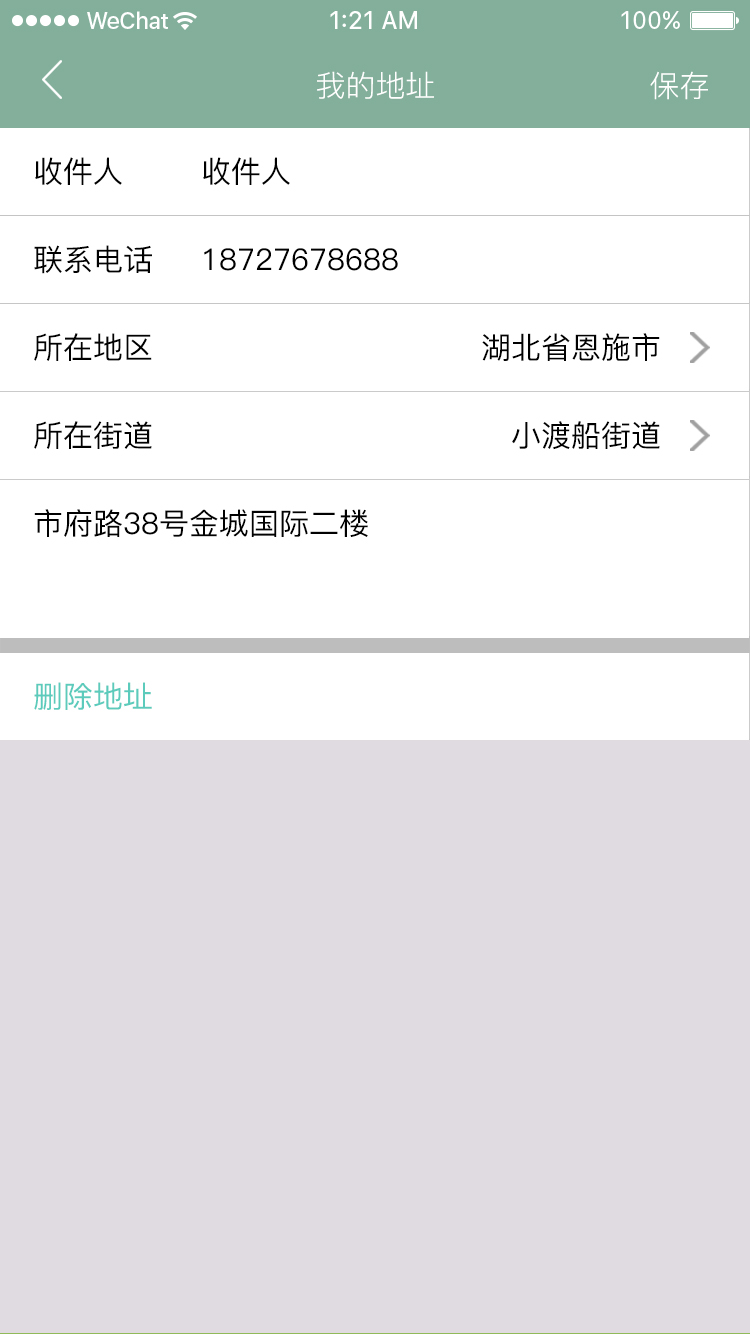 WeChat 1:21 AM 100%
我的地址 保存
收件人 收件人
联系电话 18727678688
所在地区 湖北省恩施市
所在街道 小渡船街道
市府路38号金城国际二楼
删除地址